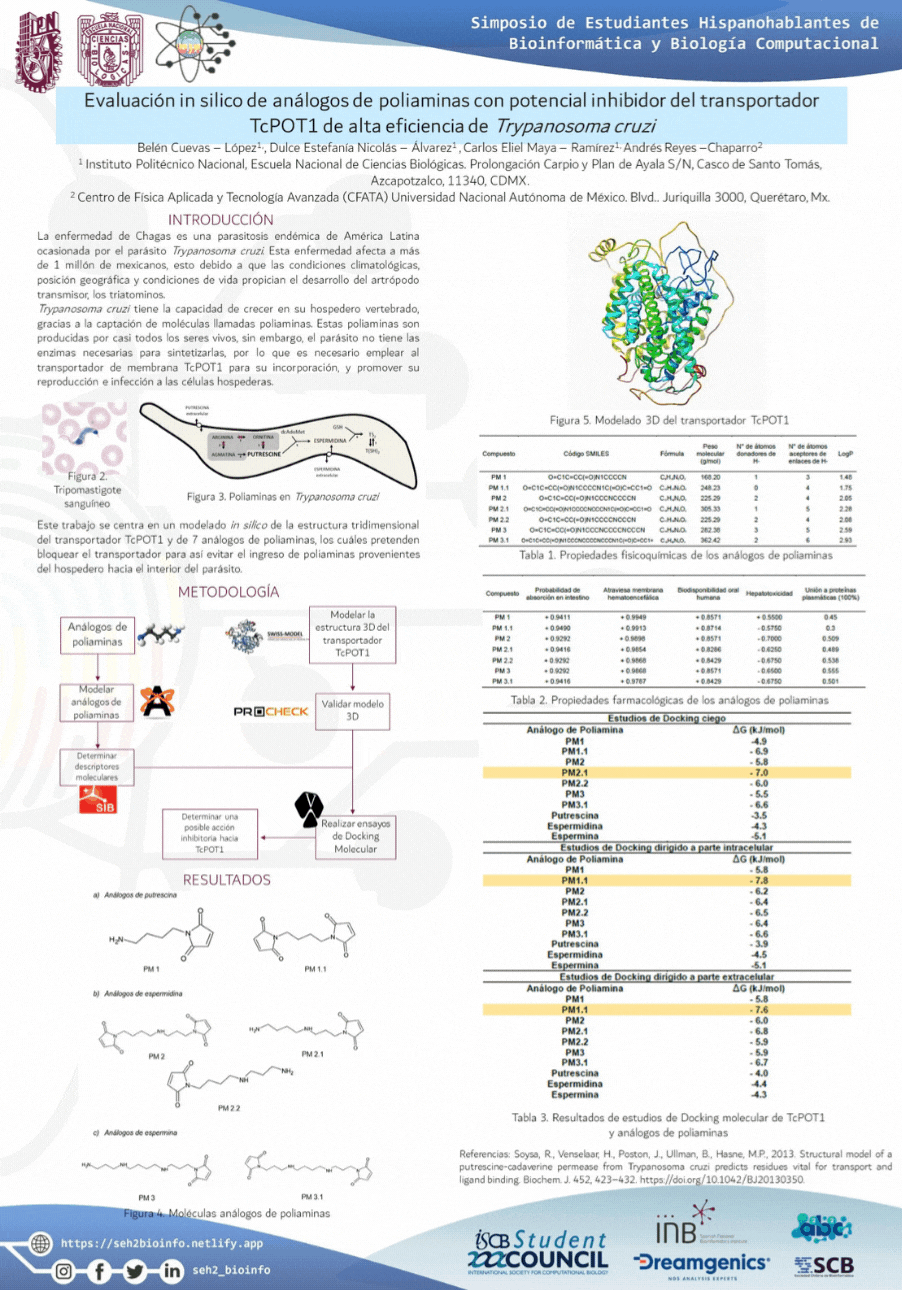 Simposio de Estudiantes Hispanohablantes de
Bioinformática y Biología Computacional
Evaluación in silico de análogos de poliaminas con potencial inhibidor del transportador
TcPOT1 de alta eficiencia de Trypanosoma cruzi
Belén Cuevas – López¹·, Dulce Estefanía Nicolás – Álvarez¹, Carlos Eliel Maya – Ramírez¹· Andrés Reyes –Chaparro²
¹ Instituto Politécnico Nacional, Escuela Nacional de Ciencias Biológicas. Prolongación Carpio y Plan de Ayala S/N, Casco de Santo Tomás,
Azcapotzalco, 11340, CDMX.
² Centro de Física Aplicada y Tecnología Avanzada (CFATA) Universidad Nacional Autónoma de México. Blvd.. Juriquilla 3000, Querétaro, Mx.
INTRODUCCIÓN
La enfermedad de Chagas es una parasitosis endémica de América Latina
ocasionada por el parásito Trypanosoma cruzi. Esta enfermedad afecta a más
de 1 millón de mexicanos, esto debido a que las condiciones climatológicas,
posición geográfica y condiciones de vida propician el desarrollo del artrópodo
transmisor, los triatominos.
Trypanosoma cruzi tiene la capacidad de crecer en su hospedero vertebrado,
gracias a la captación de moléculas llamadas poliaminas. Estas poliaminas son
producidas por casi todos los seres vivos, sin embargo, el parásito no tiene las
enzimas necesarias para sintetizarlas, por lo que es necesario emplear al
transportador de membrana TcPOT1 para su incorporación, y promover su
reproducción e infección a las células hospederas.
PUTRESCINA
extracelular
ARGININA
ORNITINA
AGMATINA
PUTRESCINE
dcAdoMet
ESPERMIDINA
GSH
ESPERMIDINA
extracelular
Figura 2.
Tripomastigote
sanguíneo
Figura 3. Poliaminas en Trypanosoma cruzi
Este trabajo se centra en un modelado in silico de la estructura tridimensional
del transportador TcPOT1 y de 7 análogos de poliaminas, los cuáles pretenden
bloquear el transportador para así evitar el ingreso de poliaminas provenientes
del hospedero hacia el interior del parásito.
METODOLOGÍA
Análogos de
poliaminas
SWISS-MODEL
Modelar la
estructura 3D del
transportador
TcPOT1
Modelar
análogos de
poliaminas
PROCHECK
Validar modelo
3D
Determinar
descriptores
moleculares
SIB
Determinar una
posible acción
inhibitoria hacia
TcPOT1
Realizar ensayos
de Docking
Molecular
RESULTADOS
a) Análogos de putrescina
PM 1
PM 1.1
b) Análogos de espermidina
PM 2
PM 2.1
PM 2.2
c) Análogos de espermina
PM 3
PM 3.1
Figura 4. Moléculas análogos de poliaminas
Figura 5. Modelado 3D del transportador TcPOT1
Compuesto Código SMILES Fórmula Peso molecular (g/mol) N° de átomos donadores de H- N° de átomos aceptores de enlaces de H- LogP
PM 1 O=C1C=CC(=O)N1CCCCN 168.20 1 3 1.48
PM 1.1 248.23 0 4 1.75
PM 2 225.29 2 4 2.05
PM 2.1 305.33 1 5 2.28
PM 2.2 225.29 2 4 2.08
PM 3 282.38 3 5 2.59
PM 3.1 362.42 2 6 2.93
Tabla 1. Propiedades fisicoquímicas de los análogos de poliaminas
Compuesto Probabilidad de absorción en intestino Atraviesa membrana hematoencefálica Biodisponibilidad oral humana Hepatotoxicidad Unión a proteínas plasmáticas (100%)
PM 1 + 0.9411 + 0.9949 + 0.8571 + 0.5500 0.45
PM 1.1 + 0.9490 + 0.9913 + 0.8714 - 0.5750 0.3
PM 2 + 0.9292 + 0.9898 + 0.8571 - 0.7000 0.509
PM 2.1 + 0.9416 + 0.9854 + 0.8286 - 0.6250 0.489
PM 2.2 + 0.9292 + 0.9868 + 0.8429 - 0.6750 0.538
PM 3 + 0.9292 + 0.9868 + 0.8571 - 0.6500 0.555
PM 3.1 + 0.9416 + 0.9787 + 0.8429 - 0.6750 0.501
Tabla 2. Propiedades farmacológicas de los análogos de poliaminas
Estudios de Docking ciego
Análogo de Poliamina ΔG (kJ/mol)
PM1 -4.9
PM1.1 - 6.9
PM2 - 5.8
PM2.1 - 7.0
PM2.2 - 6.0
PM3 - 5.5
PM3.1 - 6.6
Putrescina -3.5
Espermidina -4.3
Espermina -5.1
Estudios de Docking dirigido a parte intracelular
Análogo de Poliamina ΔG (kJ/mol)
PM1 - 5.8
PM1.1 - 7.8
PM2 - 6.2
PM2.1 - 6.4
PM2.2 - 6.5
PM3 - 6.4
PM3.1 - 6.6
Putrescina - 3.9
Espermidina -4.5
Espermina -5.1
Estudios de Docking dirigido a parte extracelular
Análogo de Poliamina ΔG (kJ/mol)
PM1 - 5.8
PM1.1 - 7.6
PM2 - 6.0
PM2.1 - 6.8
PM2.2 - 5.9
PM3 - 5.9
PM3.1 - 6.7
Putrescina - 4.0
Espermidina -4.4
Espermina -4.3
Tabla 3. Resultados de estudios de Docking molecular de TcPOT1
y análogos de poliaminas
Referencias: Soysa, R., Venselaar, H., Poston, J., Ullman, B., Hasne, M.P., 2013. Structural model of a
putrescine-cadaverine permease from Trypanosoma cruzi predicts residues vital for transport and
ligand binding. Biochem. J. 452, 423–432. https://doi.org/10.1042/BJ20130350.
https://seh2bioinfo.netlify.app
seh2_bioinfo
iSCB Student
COUNCIL
INTERNATIONAL SOCIETY FOR COMPUTATIONAL BIOLOGY
INB
Dreamgenics
NGS ANALYSIS EXPERTS
abc
SCB